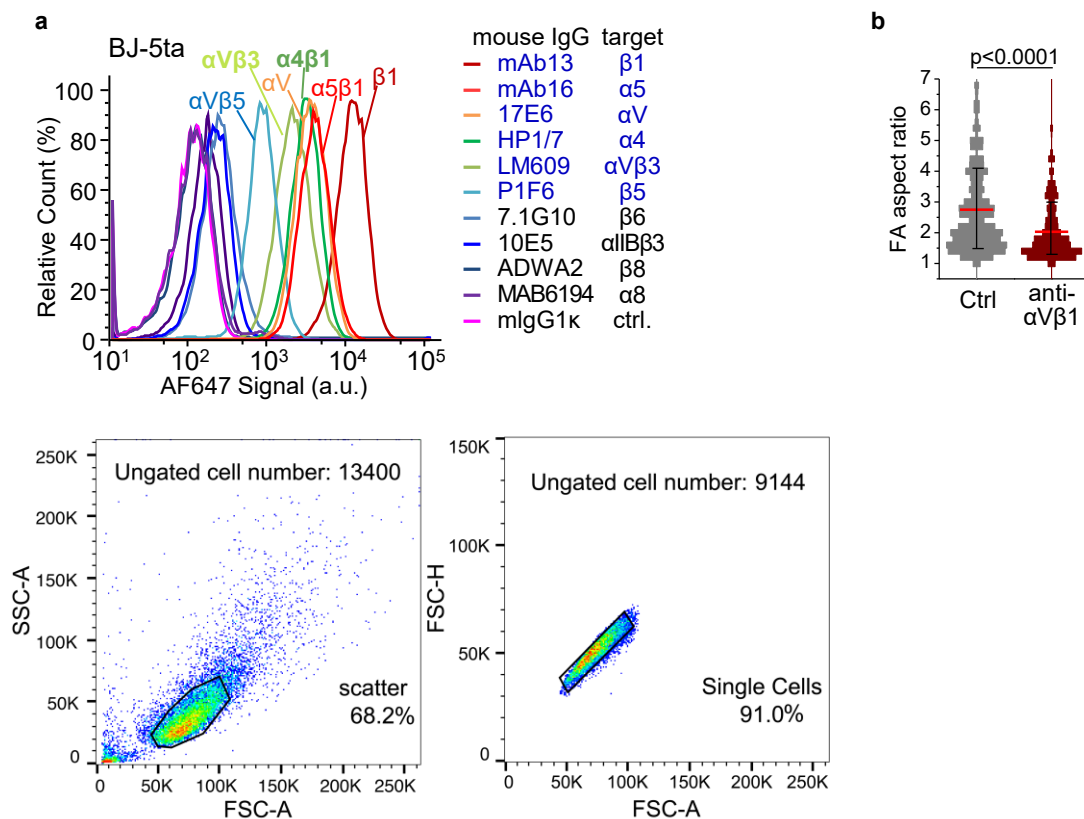 a
BJ-5ta
αVβ3
α4β1
αVβ5
αV
α5β1
β1
Relative Count (%)
100
80
60
40
20
0
10¹
10²
10³
10⁴
10⁵
AF647 Signal (a.u.)
mouse IgG target
mAb13 β1
mAb16 α5
17E6 αV
HP1/7 α4
LM609 αVβ3
P1F6 β5
7.1G10 β6
10E5 αIIBβ3
ADWA2 β8
MAB6194 α8
mIgG1κ ctrl.
b
p<0.0001
FA aspect ratio
7
6
5
4
3
2
1
Ctrl
anti-
αVβ1
Ungated cell number: 13400
SSC-A
250K
200K
150K
100K
50K
0
scatter
68.2%
0
50K
100K
150K
200K
250K
FSC-A
Ungated cell number: 9144
FSC-H
150K
100K
50K
0
Single Cells
91.0%
0
50K
100K
150K
200K
250K
FSC-A